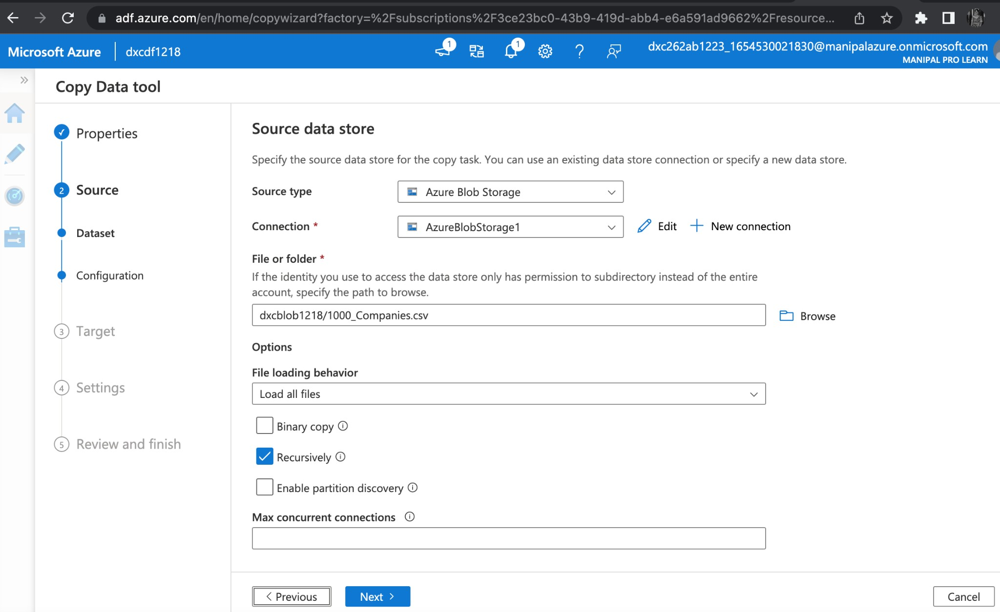 adf.azure.com/en/home/copywizard?factory=%2Fsubscriptions%2F3ce23bc0-43b9-419d-abb4-e6a591ad9662%2Fresource...
Microsoft Azure
dxcdf1218
1
1
dxc262ab1223_1654530021830@manipalazure.onmicrosoft.com
MANIPAL PRO LEARN
Copy Data tool
Properties
2 Source
Dataset
Configuration
3 Target
4 Settings
5 Review and finish
Source data store
Specify the source data store for the copy task. You can use an existing data store connection or specify a new data store.
Source type
Azure Blob Storage
Connection *
AzureBlobStorage1
Edit
New connection
File or folder *
If the identity you use to access the data store only has permission to subdirectory instead of the entire
account, specify the path to browse.
dxcblob1218/1000_Companies.csv
Browse
Options
File loading behavior
Load all files
Binary copy
Recursively
Enable partition discovery
Max concurrent connections
< Previous
Next >
Cancel